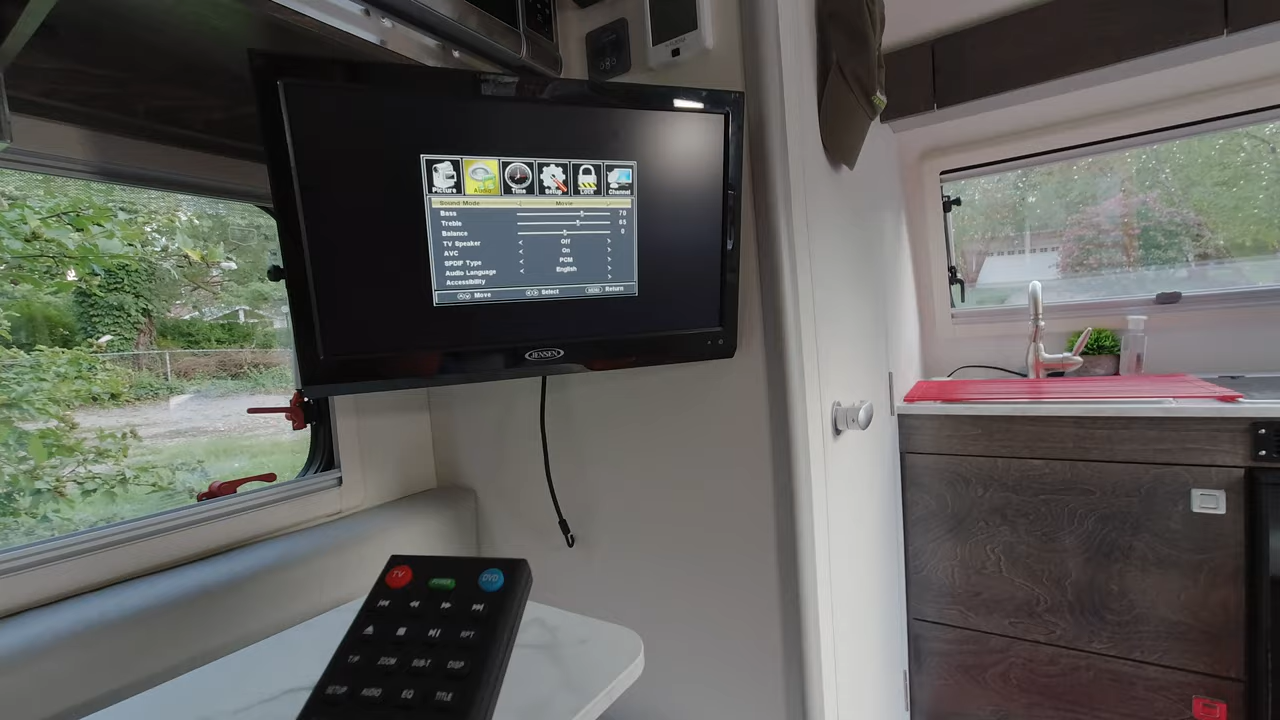 Picture Audio Time Setup Lock Channel
Sound Mode < Movie >
Bass 70
Treble 65
Balance 0
TV Speaker < Off >
AVC < On >
SPDIF Type < PCM >
Audio Language < English >
Accessibility >
Move Select MENU Return
JENSEN
TV POWER DVD
RPT
T/F ZOOM SUB-T DISP
SETUP AUDIO EQ TITLE